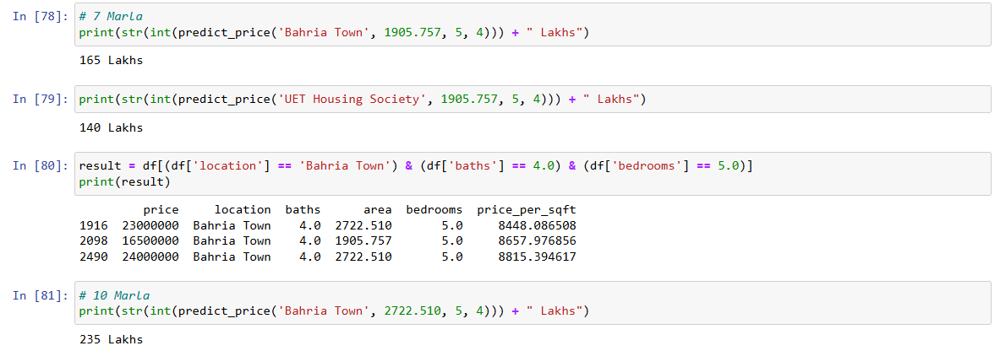 In [78]: # 7 Marla
print(str(int(predict_price('Bahria Town', 1905.757, 5, 4))) + " Lakhs")
165 Lakhs
In [79]: print(str(int(predict_price('UET Housing Society', 1905.757, 5, 4))) + " Lakhs")
140 Lakhs
In [80]: result = df[(df['location'] == 'Bahria Town') & (df['baths'] == 4.0) & (df['bedrooms'] == 5.0)]
print(result)
price location baths area bedrooms price_per_sqft
1916 23000000 Bahria Town 4.0 2722.510 5.0 8448.086508
2098 16500000 Bahria Town 4.0 1905.757 5.0 8657.976856
2490 24000000 Bahria Town 4.0 2722.510 5.0 8815.394617
In [81]: # 10 Marla
print(str(int(predict_price('Bahria Town', 2722.510, 5, 4))) + " Lakhs")
235 Lakhs